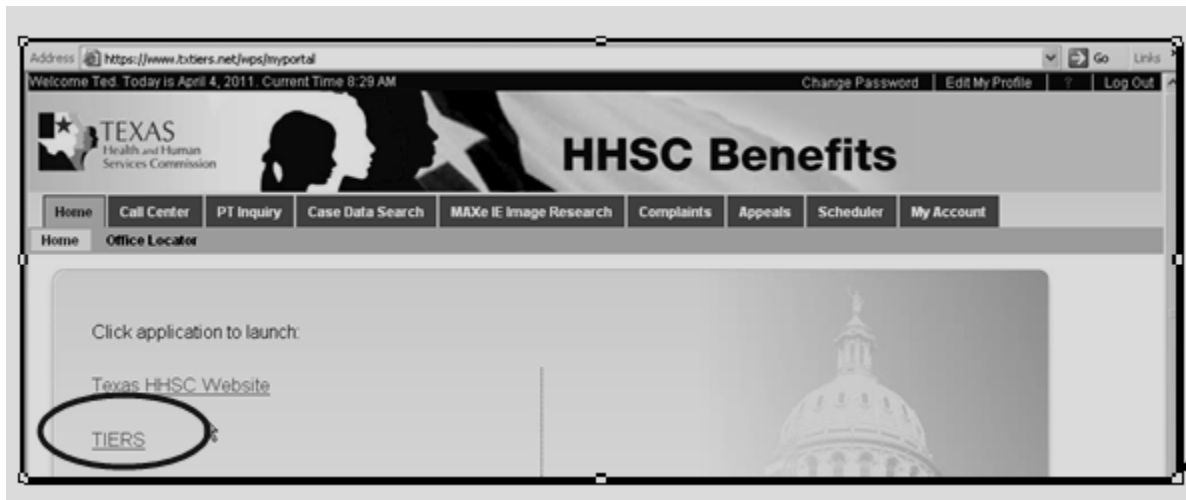 Address https://www.txtiers.net/wps/myportal Go Links
Welcome Ted. Today is April 4, 2011. Current Time 8:29 AM Change Password | Edit My Profile | ? | Log Out
TEXAS
Health and Human
Services Commission
HHSC Benefits
Home Call Center PT Inquiry Case Data Search MAXe IE Image Research Complaints Appeals Scheduler My Account
Home Office Locator
Click application to launch:
Texas HHSC Website
TIERS